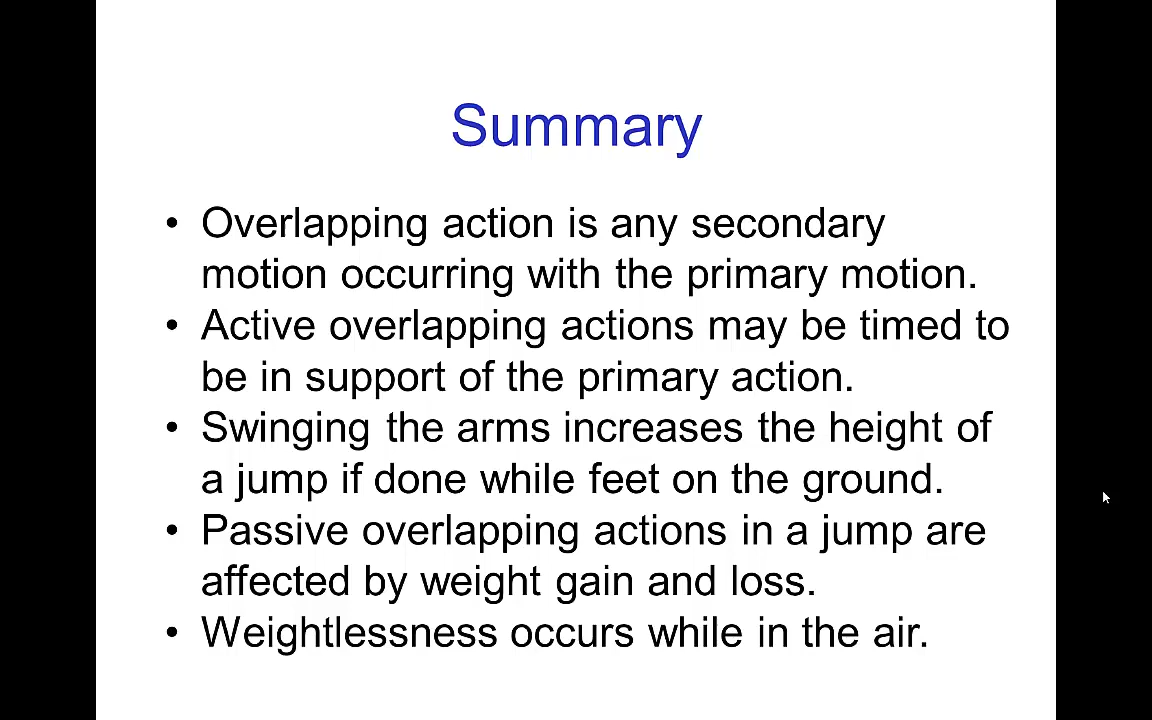 Summary
• Overlapping action is any secondary
motion occurring with the primary motion.
• Active overlapping actions may be timed to
be in support of the primary action.
• Swinging the arms increases the height of
a jump if done while feet on the ground.
• Passive overlapping actions in a jump are
affected by weight gain and loss.
• Weightlessness occurs while in the air.